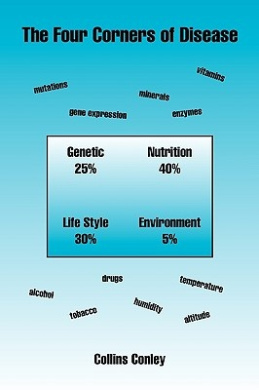 The Four Corners of Disease
vitamins
mutations
minerals
gene expression
enzymes
Genetic
25%
Nutrition
40%
Life Style
30%
Environment
5%
drugs
temperature
alcohol
humidity
tobacco
altitude
Collins Conley